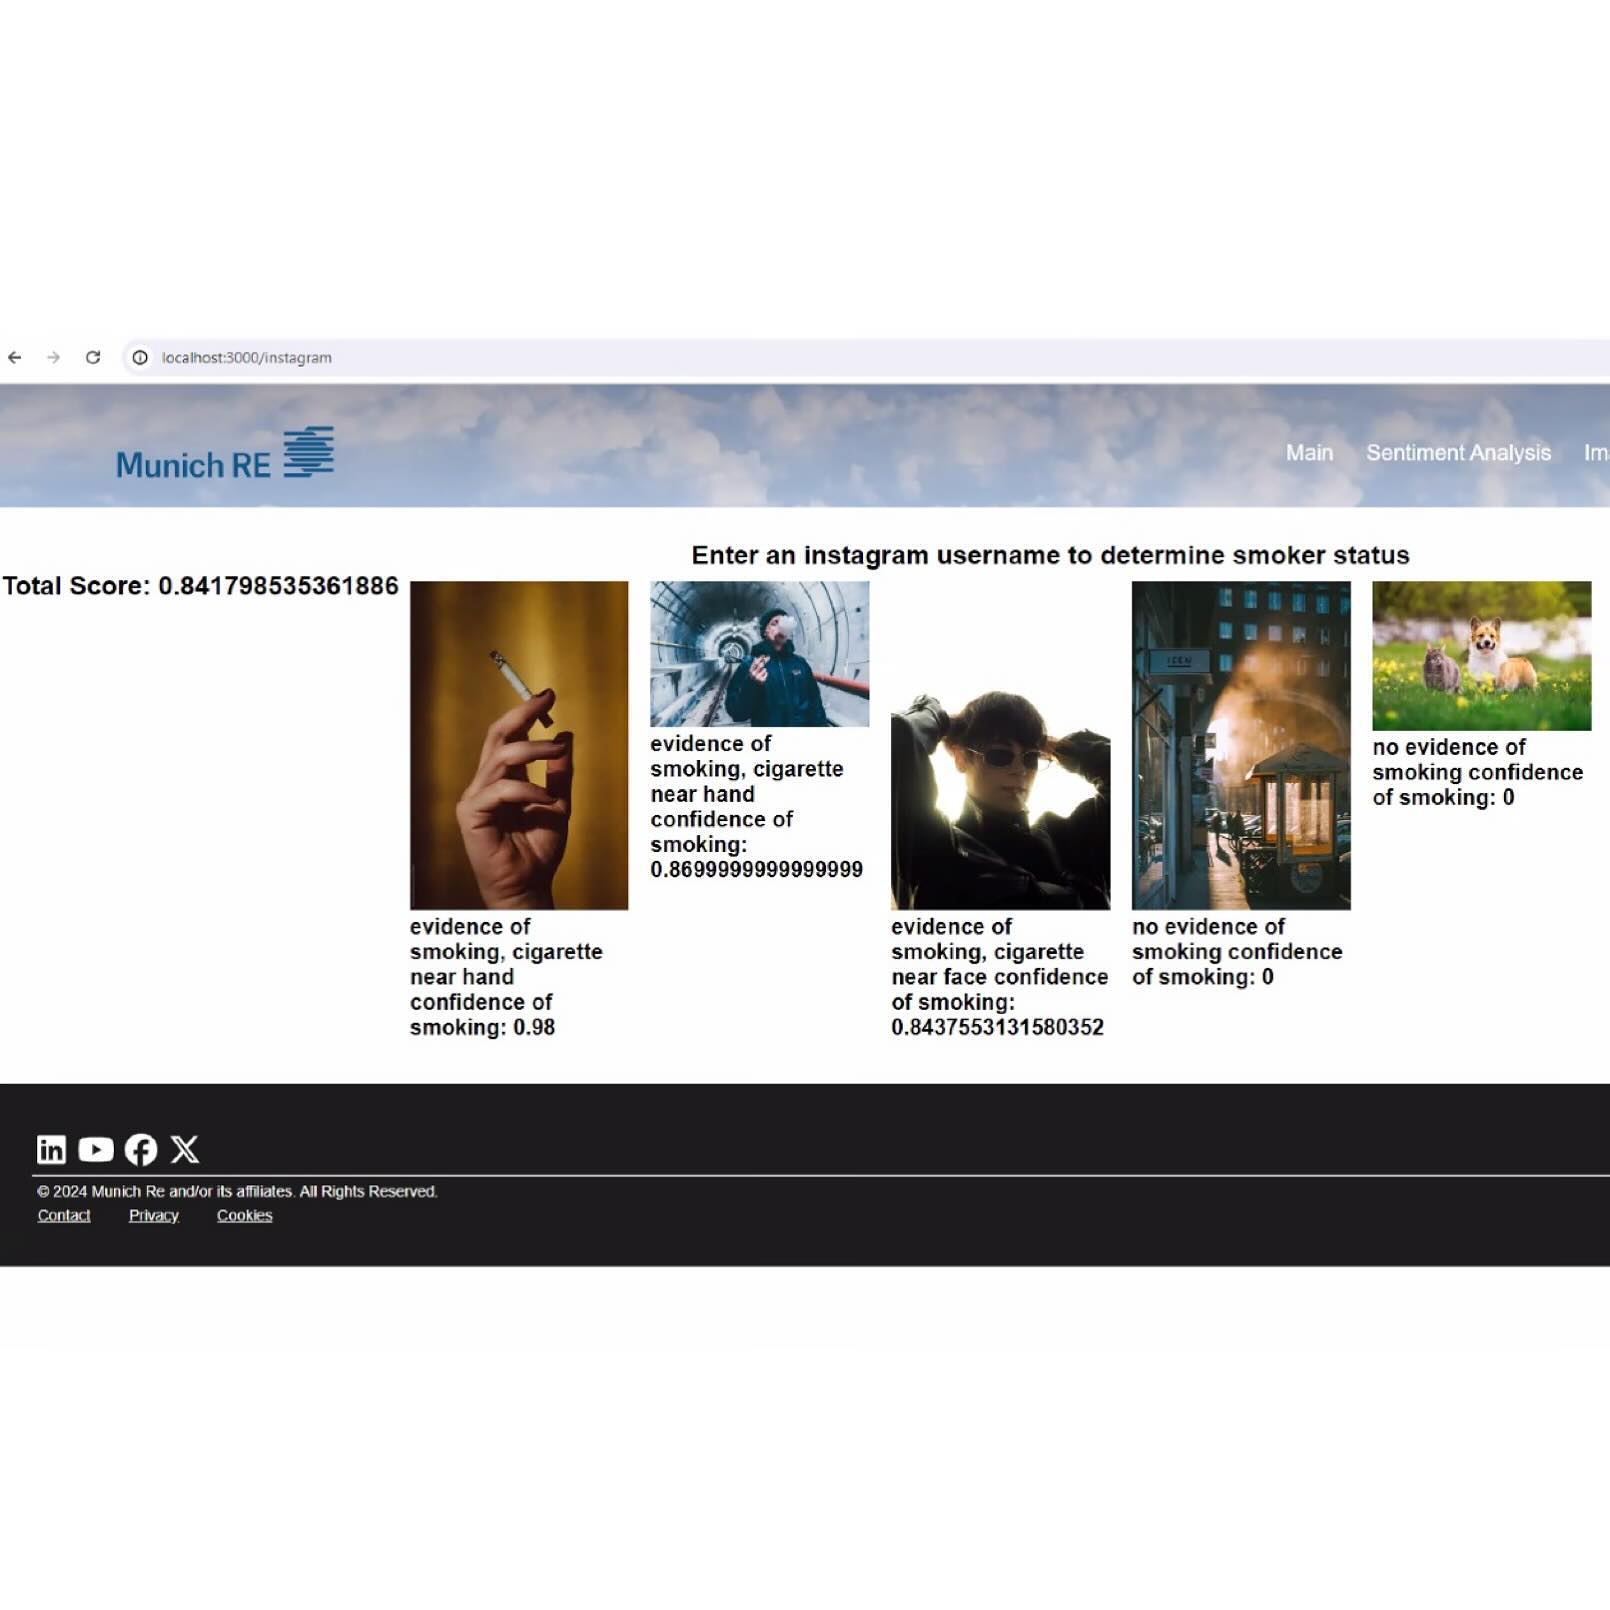 localhost:3000/instagram
Munich RE
Main
Sentiment Analysis
Enter an instagram username to determine smoker status
Total Score: 0.841798535361886
evidence of
smoking, cigarette
near hand
confidence of
smoking: 0.98
evidence of
smoking, cigarette
near hand
confidence of
smoking:
0.8699999999999999
evidence of
smoking, cigarette
near face confidence
of smoking:
0.8437553131580352
no evidence of
smoking confidence
of smoking: 0
no evidence of
smoking confidence
of smoking: 0
© 2024 Munich Re and/or its affiliates. All Rights Reserved.
Contact
Privacy
Cookies